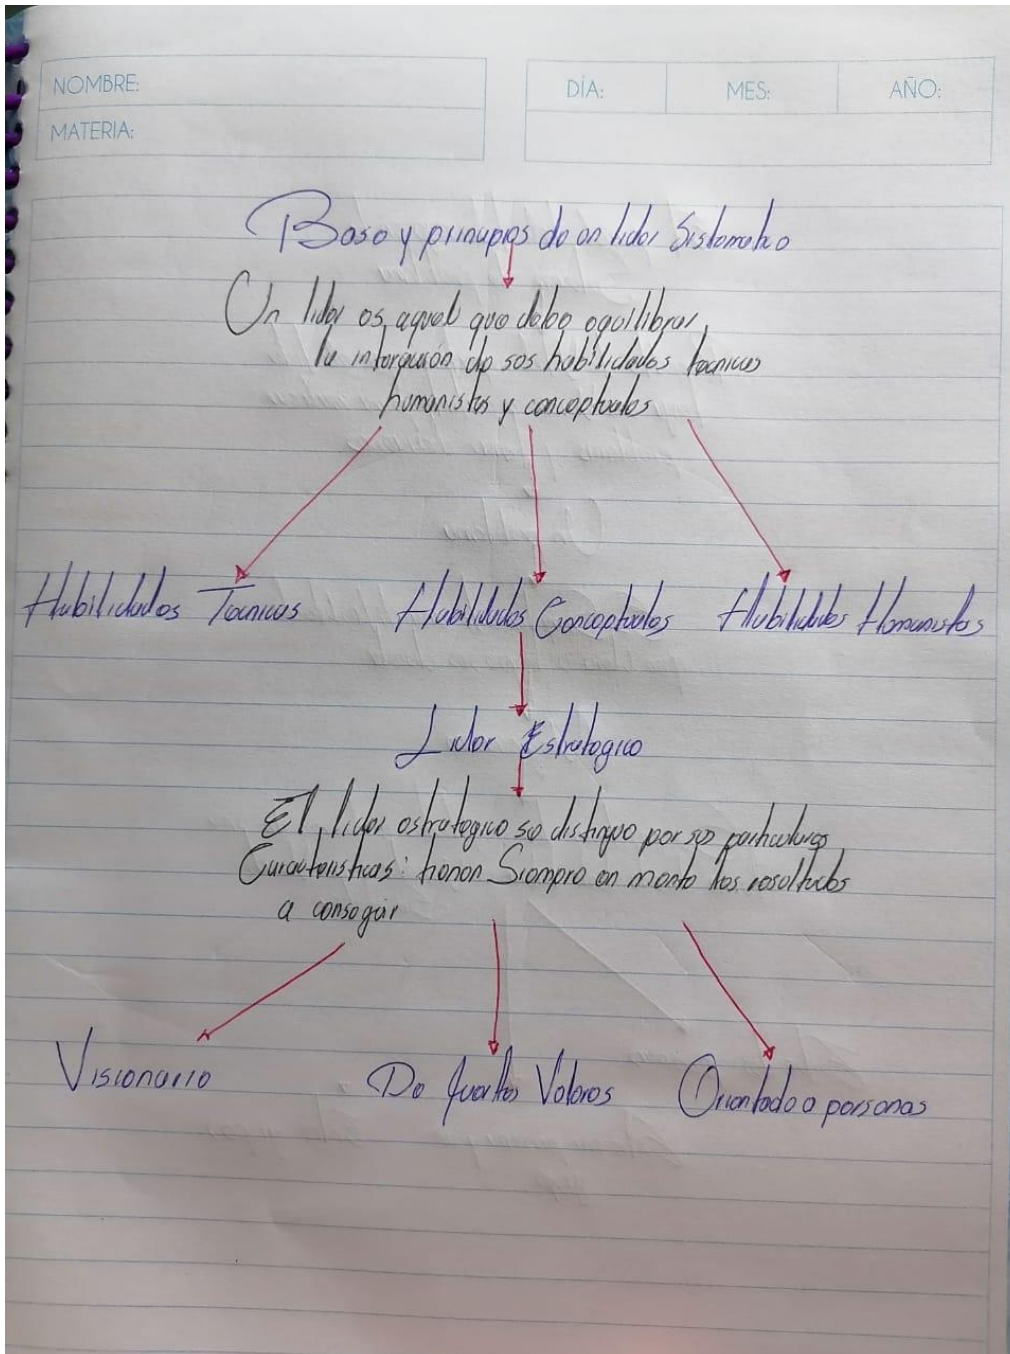 NOMBRE:
DÍA:
MES:
AÑO:
MATERIA:
Base y principios de un lider Sistematico
Un lider es aquel que debe equilibrar,
la integración de sus habilidades tecnicas
humanistas y conceptuales
Habilidades Tecnicas
Habilidades Conceptuales
Habilidades Humanistas
Lider Estrategico
El lider estrategico se distingue por sus particulares
Caracteristicas: tienen Siempre en mente los resultados
a conseguir
Visionario
De fuertes Valores
Orientado a personas